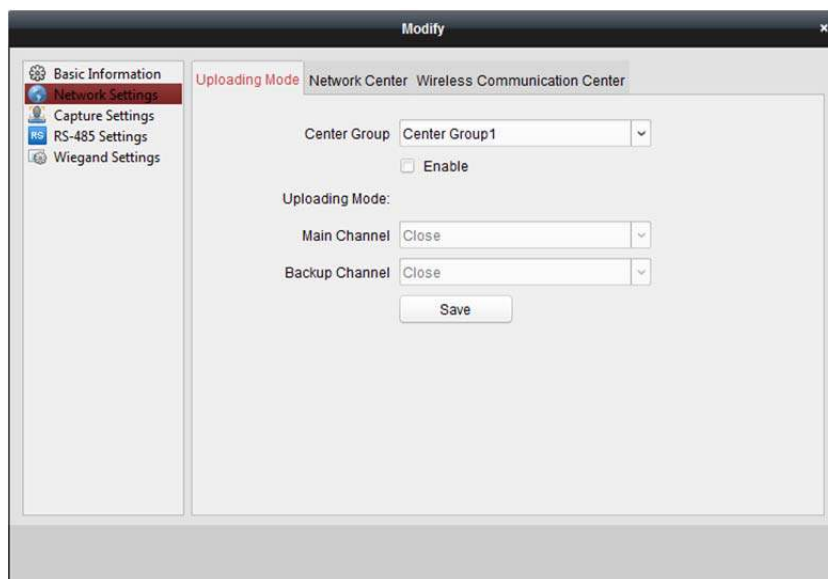 Modify
Basic Information
Network Settings
Capture Settings
RS RS-485 Settings
Wiegand Settings
Uploading Mode Network Center Wireless Communication Center
Center Group Center Group1
Enable
Uploading Mode:
Main Channel Close
Backup Channel Close
Save